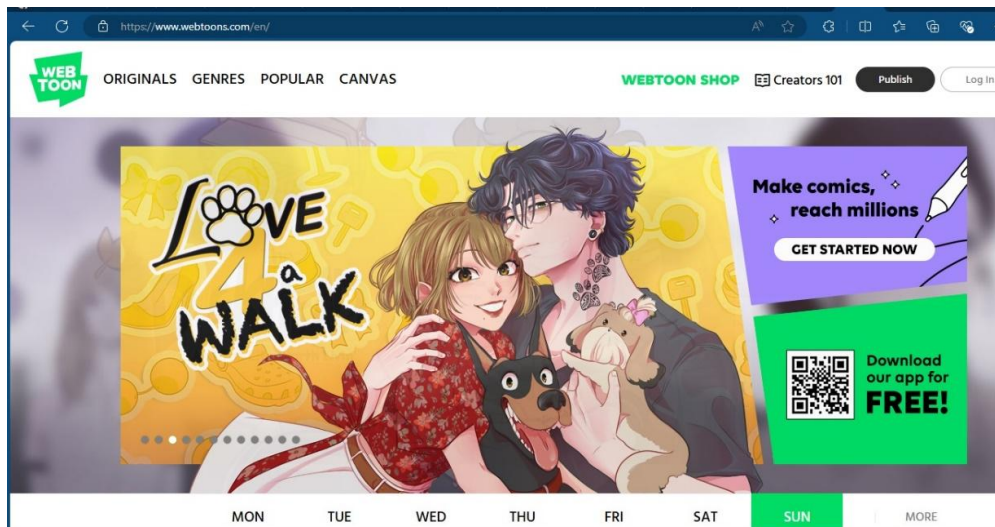 https://www.webtoons.com/en/
WEB
TOON
ORIGINALS GENRES POPULAR CANVAS
WEBTOON SHOP
Creators 101
Publish
Log In
LOVE
4 a
WALK
Make comics,
reach millions
GET STARTED NOW
Download
our app for
FREE!
MON TUE WED THU FRI SAT SUN MORE